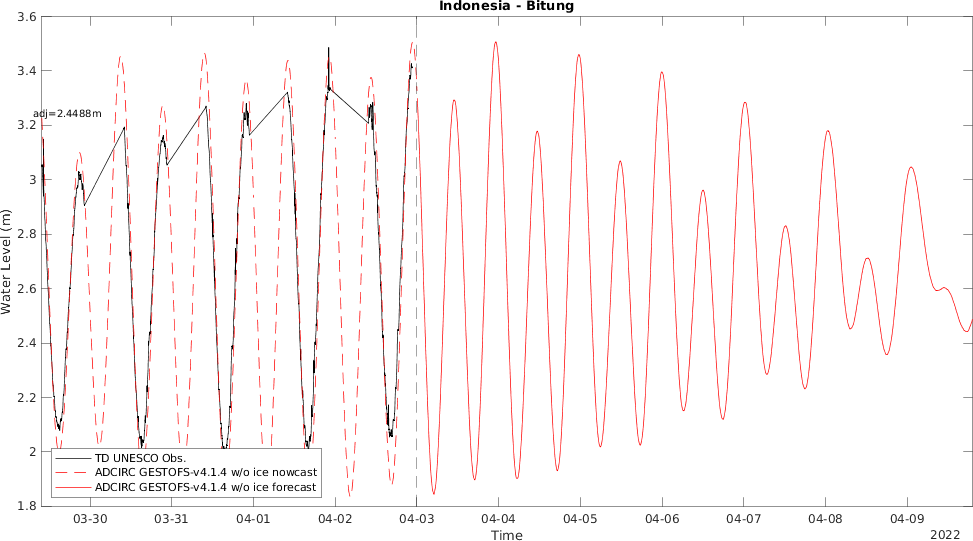 Indonesia - Bitung
3.6
3.4
3.2
3
2.8
2.6
2.4
2.2
2
1.8
Water Level (m)
adj=2.4488m
TD UNESCO Obs.
ADCIRC GESTOFS-v4.1.4 w/o ice nowcast
ADCIRC GESTOFS-v4.1.4 w/o ice forecast
03-30 03-31 04-01 04-02 04-03 04-04 04-05 04-06 04-07 04-08 04-09
Time
2022